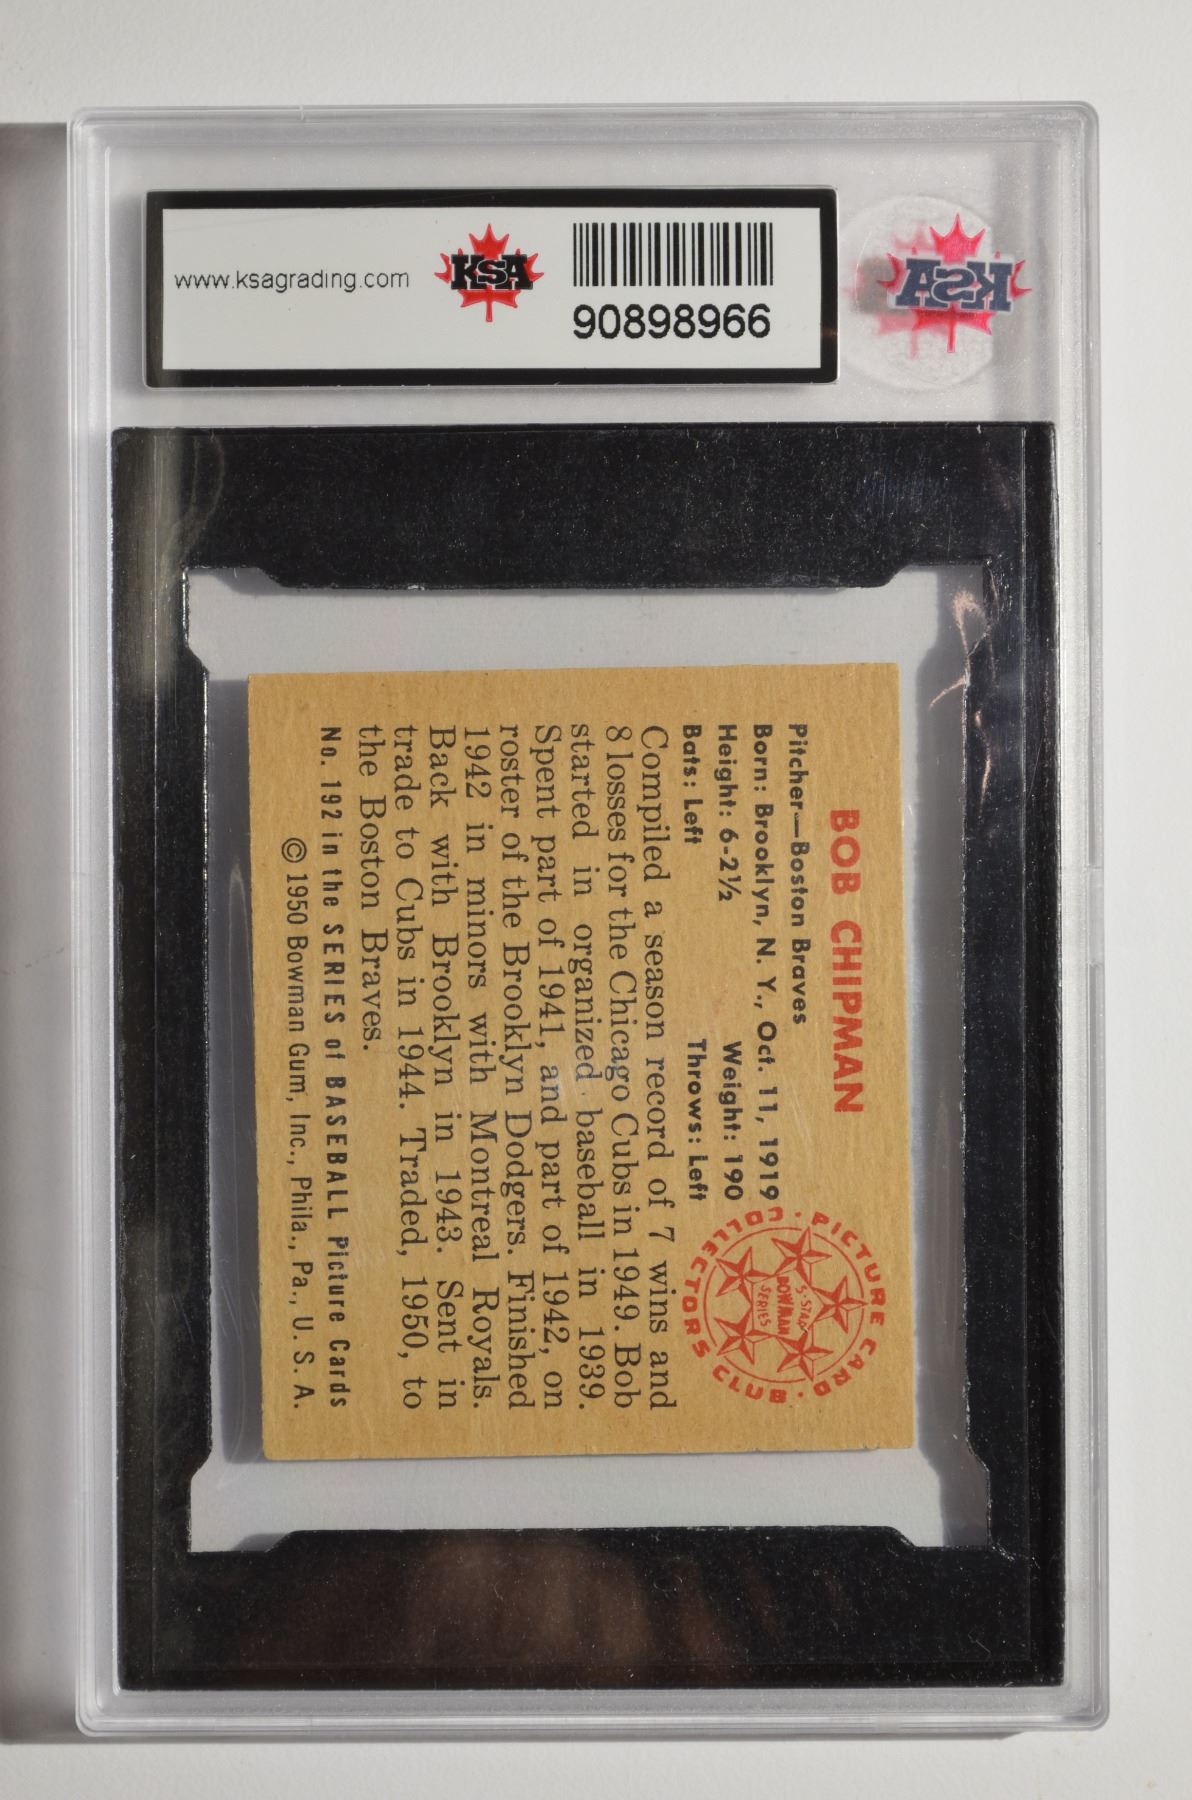 www.ksagrading.com
KSA
90898966
KSA
BOB CHIPMAN
Pitcher—Boston Braves
Born: Brooklyn, N. Y., Oct. 11, 1919
Height: 6-2½ Weight: 190
Bats: Left Throws: Left
PICTURE CARD COLLECTORS CLUB
5-STAR
BOWMAN
SERIES
Compiled a season record of 7 wins and
8 losses for the Chicago Cubs in 1949. Bob
started in organized baseball in 1939.
Spent part of 1941, and part of 1942, on
roster of the Brooklyn Dodgers. Finished
1942 in minors with Montreal Royals.
Back with Brooklyn in 1943. Sent in
trade to Cubs in 1944. Traded, 1950, to
the Boston Braves.
No. 192 in the SERIES of BASEBALL Picture Cards
© 1950 Bowman Gum, Inc., Phila., Pa., U. S. A.